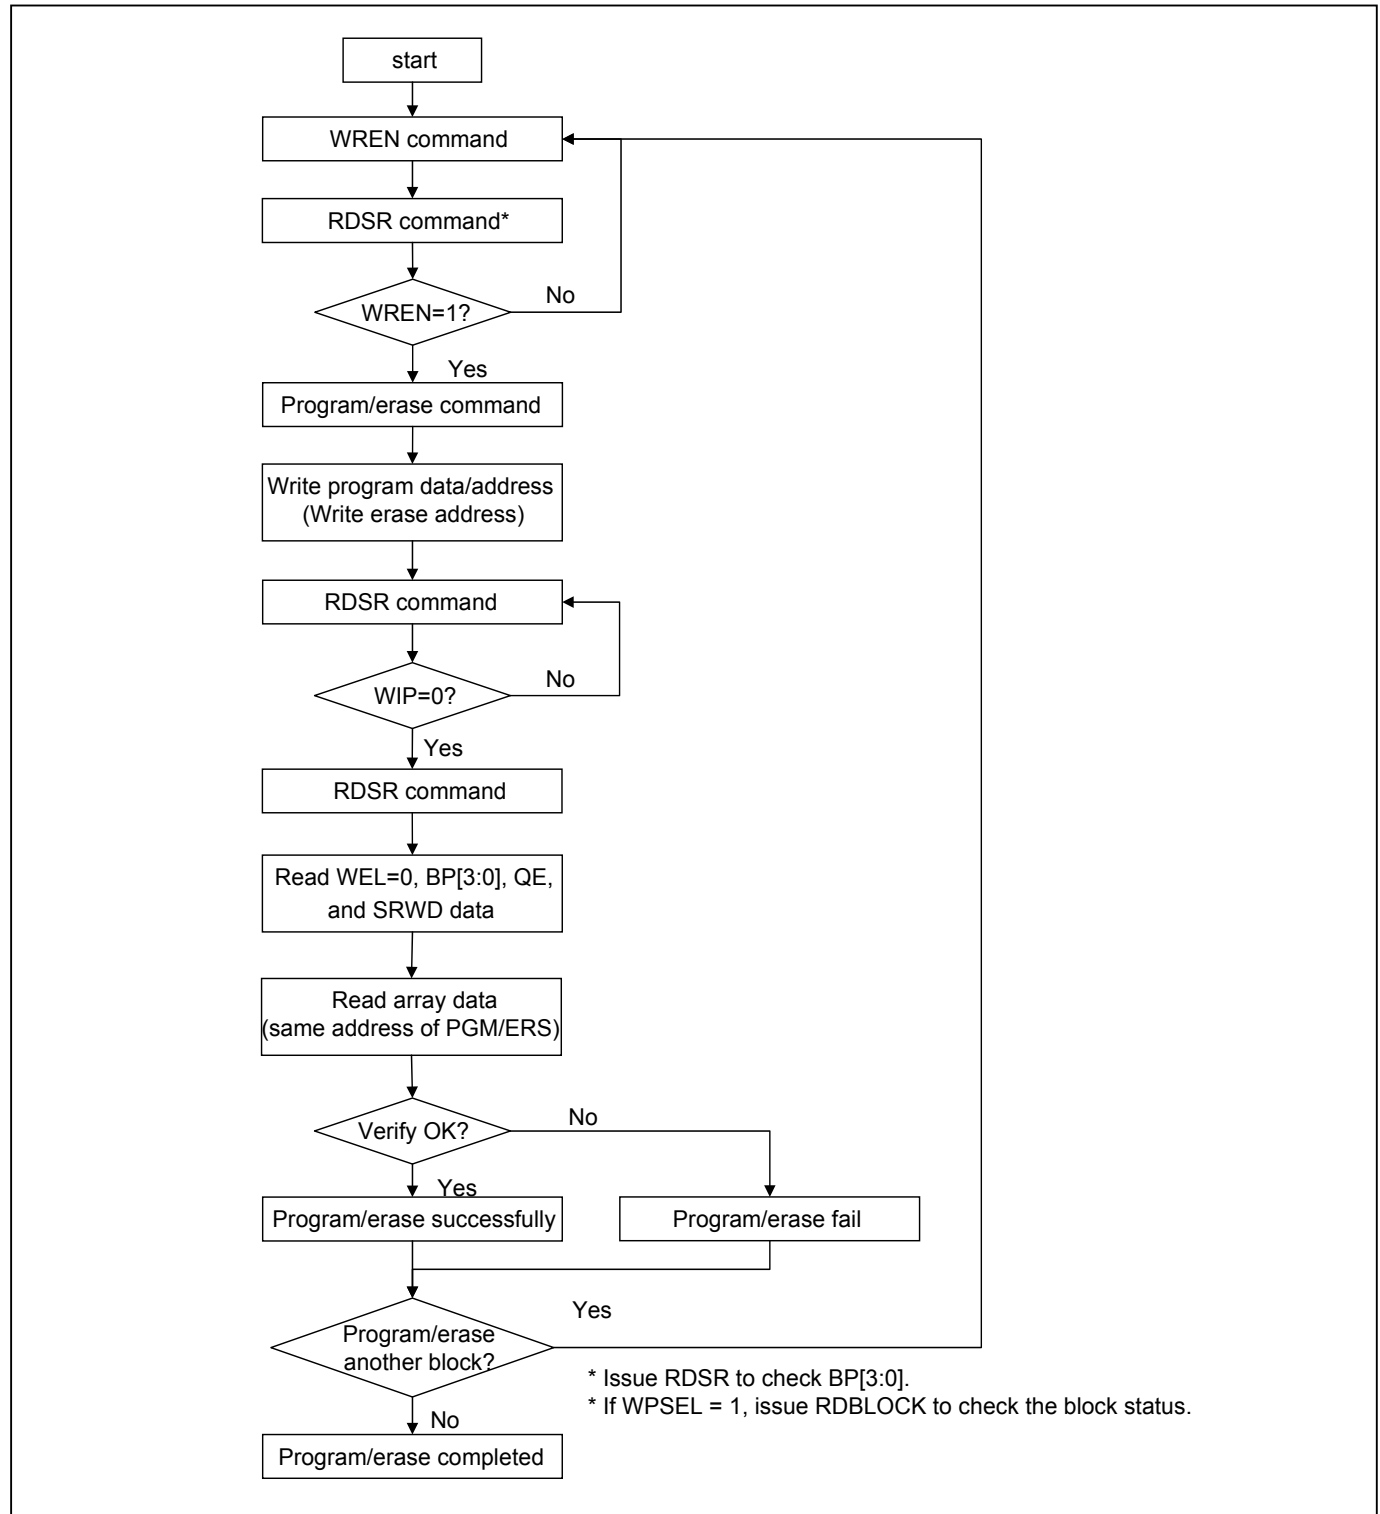 start
WREN command
RDSR command*
WREN=1?
No
Yes
Program/erase command
Write program data/address
(Write erase address)
RDSR command
WIP=0?
No
Yes
RDSR command
Read WEL=0, BP[3:0], QE,
and SRWD data
Read array data
(same address of PGM/ERS)
Verify OK?
No
Yes
Program/erase successfully
Program/erase fail
Yes
Program/erase
another block?
* Issue RDSR to check BP[3:0].
* If WPSEL = 1, issue RDBLOCK to check the block status.
No
Program/erase completed